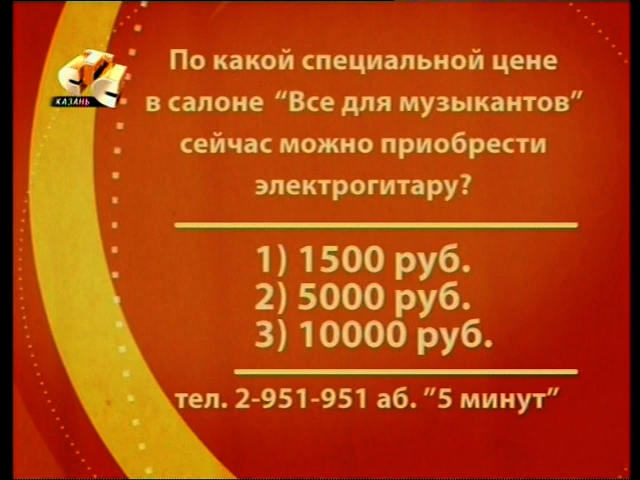 СТС
КАЗАНЬ
По какой специальной цене
в салоне “Все для музыкантов”
сейчас можно приобрести
электрогитару?
1) 1500 руб.
2) 5000 руб.
3) 10000 руб.
тел. 2-951-951 аб. ”5 минут”